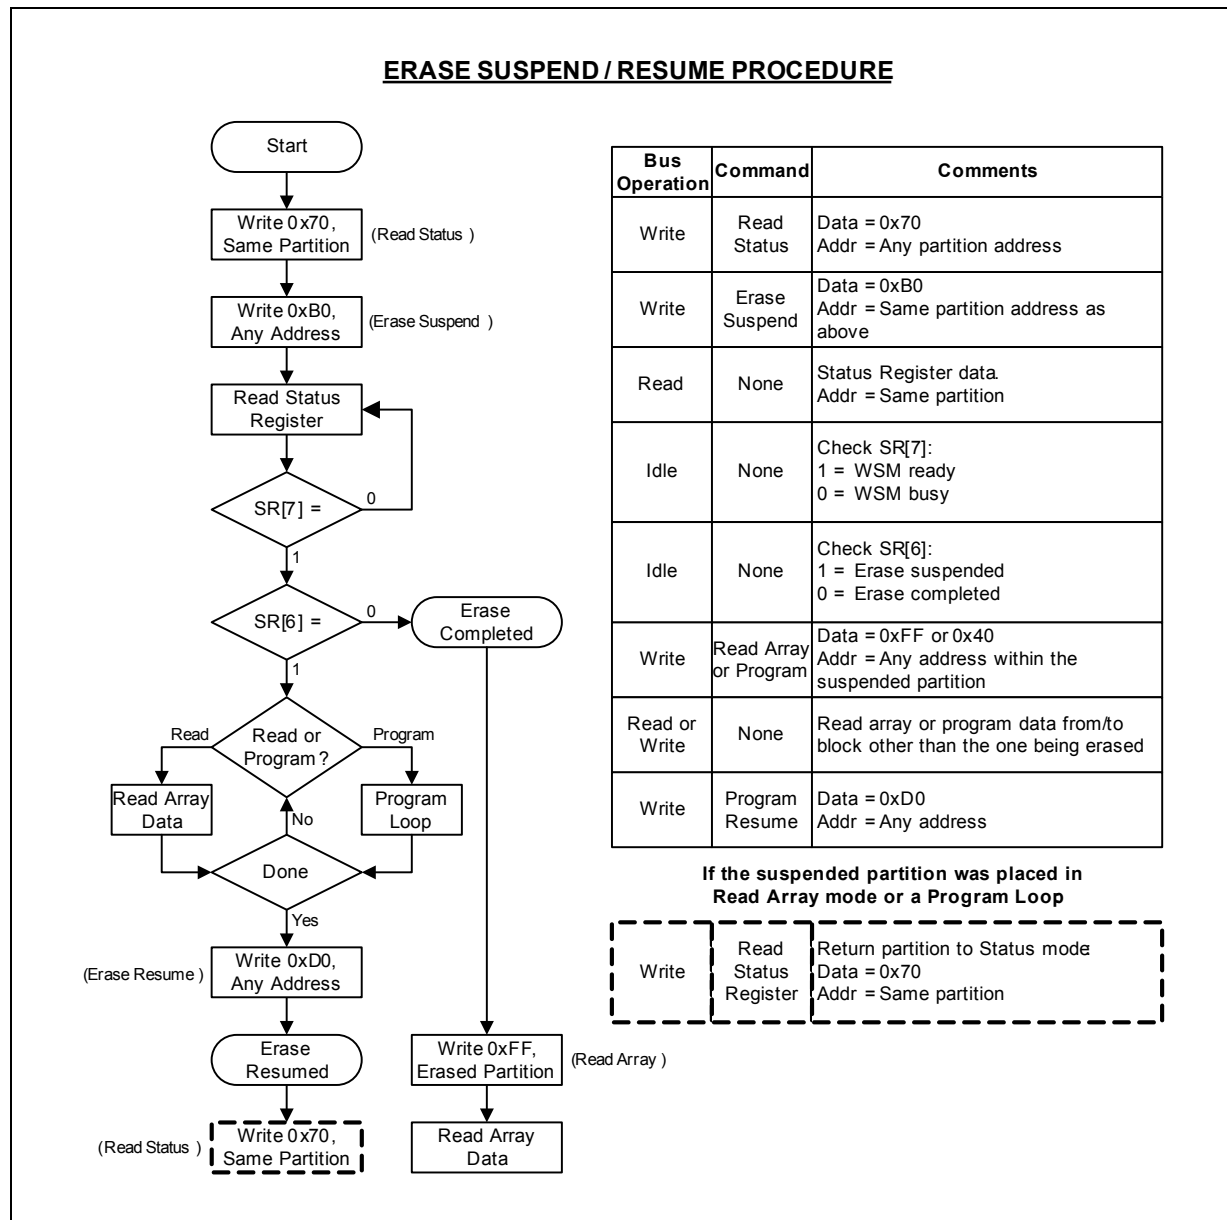 ERASE SUSPEND / RESUME PROCEDURE
Start
Write 0x70,
Same Partition
(Read Status )
Write 0xB0,
Any Address
(Erase Suspend )
Read Status
Register
SR[7] =
0
1
SR[6] =
0
Erase
Completed
1
Read or
Program?
Read
Program
Read Array
Data
Program
Loop
No
Done
Yes
(Erase Resume )
Write 0xD0,
Any Address
Erase
Resumed
(Read Status )
Write 0x70,
Same Partition
Write 0xFF,
Erased Partition
(Read Array )
Read Array
Data
Bus
Operation
Command
Comments
Write
Read
Status
Data = 0x70
Addr = Any partition address
Write
Erase
Suspend
Data = 0xB0
Addr = Same partition address as
above
Read
None
Status Register data.
Addr = Same partition
Idle
None
Check SR[7]:
1 = WSM ready
0 = WSM busy
Idle
None
Check SR[6]:
1 = Erase suspended
0 = Erase completed
Write
Read Array
or Program
Data = 0xFF or 0x40
Addr = Any address within the
suspended partition
Read or
Write
None
Read array or program data from/to
block other than the one being erased
Write
Program
Resume
Data = 0xD0
Addr = Any address
If the suspended partition was placed in
Read Array mode or a Program Loop
Write
Read
Status
Register
Return partition to Status mode:
Data = 0x70
Addr = Same partition